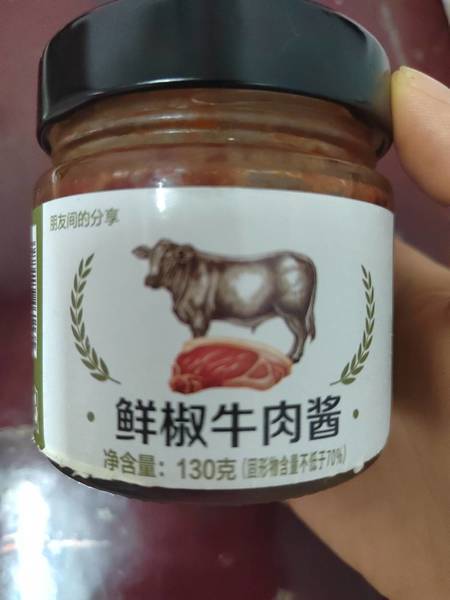 朋友间的分享
· 鲜椒牛肉酱 ·
净含量：130克（固形物含量不低于70%）